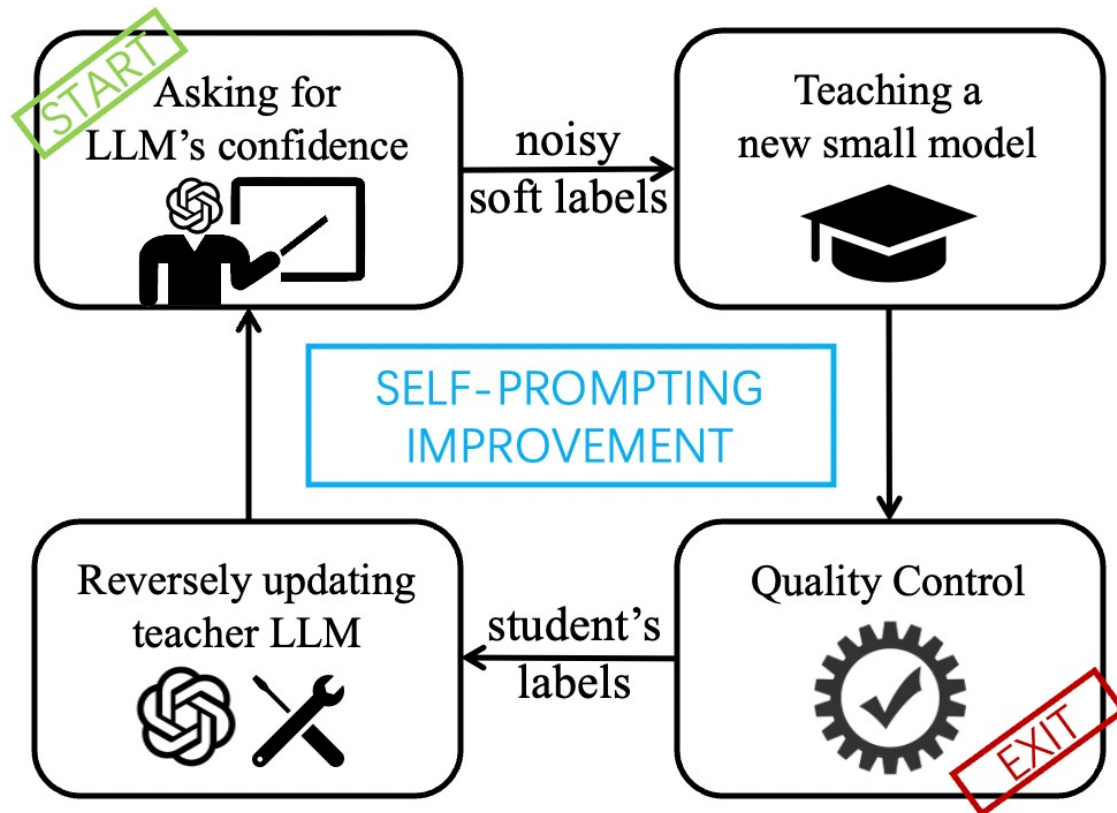 START
Asking for
LLM's confidence
noisy
soft labels
Teaching a
new small model
SELF-PROMPTING
IMPROVEMENT
Reversely updating
teacher LLM
student's
labels
Quality Control
EXIT